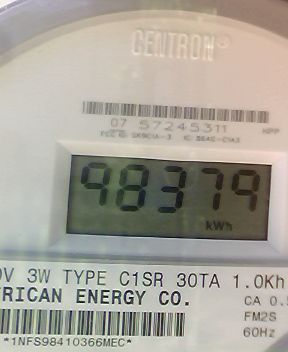 CENTRON®
07 57245311
98379
kWh
0V 3W TYPE C1SR 30TA 1.0Kh
ERICAN ENERGY CO.
CA 0.5
FM2S
60Hz
*1NFS98410366MEC*